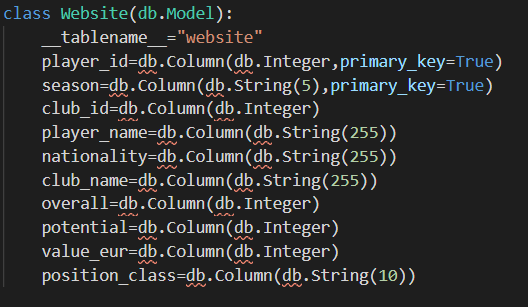 class Website(db.Model):
    __tablename__="website"
    player_id=db.Column(db.Integer,primary_key=True)
    season=db.Column(db.String(5),primary_key=True)
    club_id=db.Column(db.Integer)
    player_name=db.Column(db.String(255))
    nationality=db.Column(db.String(255))
    club_name=db.Column(db.String(255))
    overall=db.Column(db.Integer)
    potential=db.Column(db.Integer)
    value_eur=db.Column(db.Integer)
    position_class=db.Column(db.String(10))